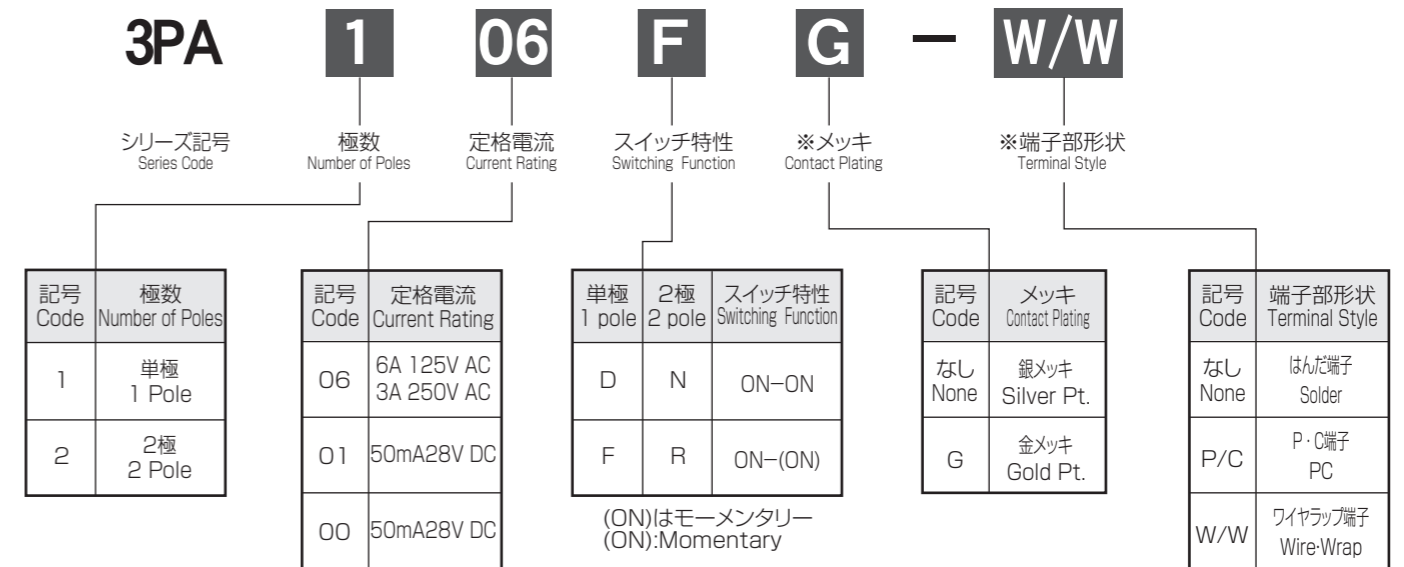 3PA 1 06 F G — W/W
シリーズ記号 極数 定格電流 スイッチ特性 ※メッキ ※端子部形状
Series Code Number of Poles Current Rating Switching Function Contact Plating Terminal Style
記号 極数
Code Number of Poles
1 単極
1 Pole
2 2極
2 Pole
記号 定格電流
Code Current Rating
06 6A 125V AC
3A 250V AC
01 50mA28V DC
00 50mA28V DC
単極 2極 スイッチ特性
1 pole 2 pole Switching Function
D N ON−ON
F R ON−(ON)
(ON)はモーメンタリー
(ON):Momentary
記号 メッキ
Code Contact Plating
なし 銀メッキ
None Silver Pt.
G 金メッキ
Gold Pt.
記号 端子部形状
Code Terminal Style
なし はんだ端子
None Solder
P/C P・C端子
PC
W/W ワイヤラップ端子
Wire·Wrap